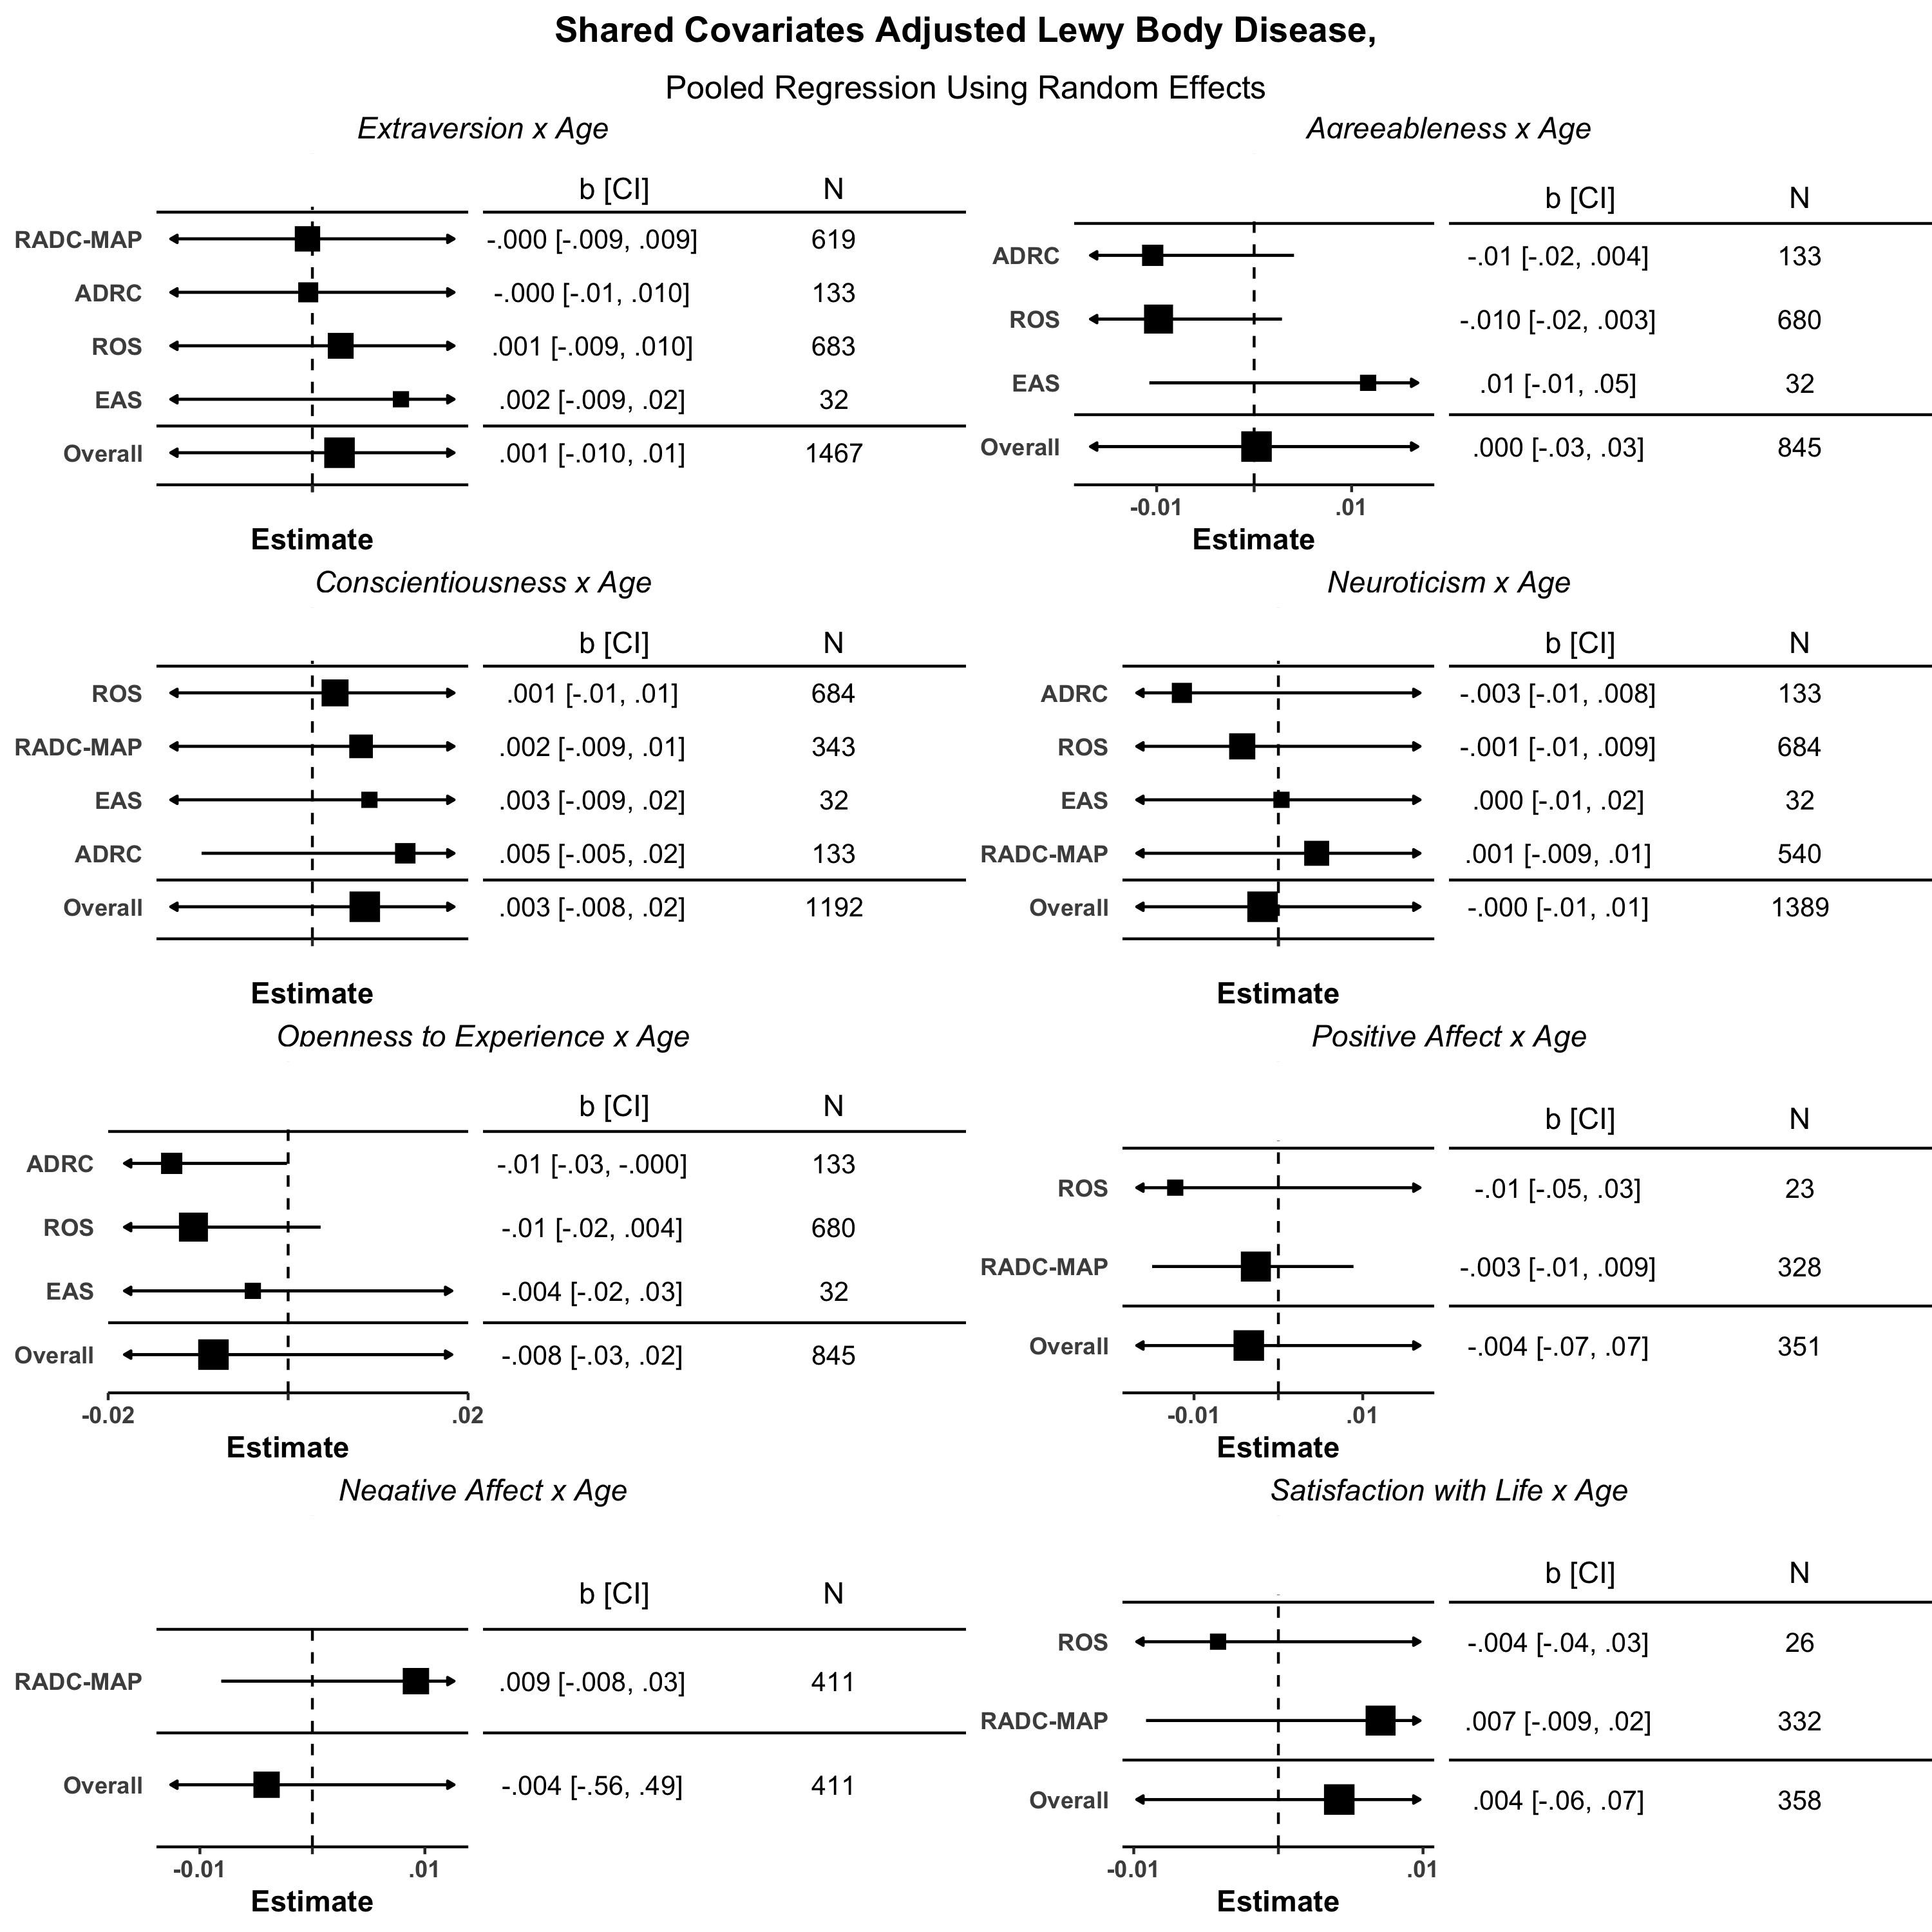 Shared Covariates Adjusted Lewy Body Disease,
Pooled Regression Using Random Effects
Extraversion x Age
b [CI] N
RADC-MAP -.000 [-.009, .009] 619
ADRC -.000 [-.01, .010] 133
ROS .001 [-.009, .010] 683
EAS .002 [-.009, .02] 32
Overall .001 [-.010, .01] 1467
Estimate
Agreeableness x Age
b [CI] N
ADRC -.01 [-.02, .004] 133
ROS -.010 [-.02, .003] 680
EAS .01 [-.01, .05] 32
Overall .000 [-.03, .03] 845
-0.01 .01
Estimate
Conscientiousness x Age
b [CI] N
ROS .001 [-.01, .01] 684
RADC-MAP .002 [-.009, .01] 343
EAS .003 [-.009, .02] 32
ADRC .005 [-.005, .02] 133
Overall .003 [-.008, .02] 1192
Estimate
Neuroticism x Age
b [CI] N
ADRC -.003 [-.01, .008] 133
ROS -.001 [-.01, .009] 684
EAS .000 [-.01, .02] 32
RADC-MAP .001 [-.009, .01] 540
Overall -.000 [-.01, .01] 1389
Estimate
Openness to Experience x Age
b [CI] N
ADRC -.01 [-.03, -.000] 133
ROS -.01 [-.02, .004] 680
EAS -.004 [-.02, .03] 32
Overall -.008 [-.03, .02] 845
-0.02 .02
Estimate
Positive Affect x Age
b [CI] N
ROS -.01 [-.05, .03] 23
RADC-MAP -.003 [-.01, .009] 328
Overall -.004 [-.07, .07] 351
-0.01 .01
Estimate
Negative Affect x Age
b [CI] N
RADC-MAP .009 [-.008, .03] 411
Overall -.004 [-.56, .49] 411
-0.01 .01
Estimate
Satisfaction with Life x Age
b [CI] N
ROS -.004 [-.04, .03] 26
RADC-MAP .007 [-.009, .02] 332
Overall .004 [-.06, .07] 358
-0.01 .01
Estimate